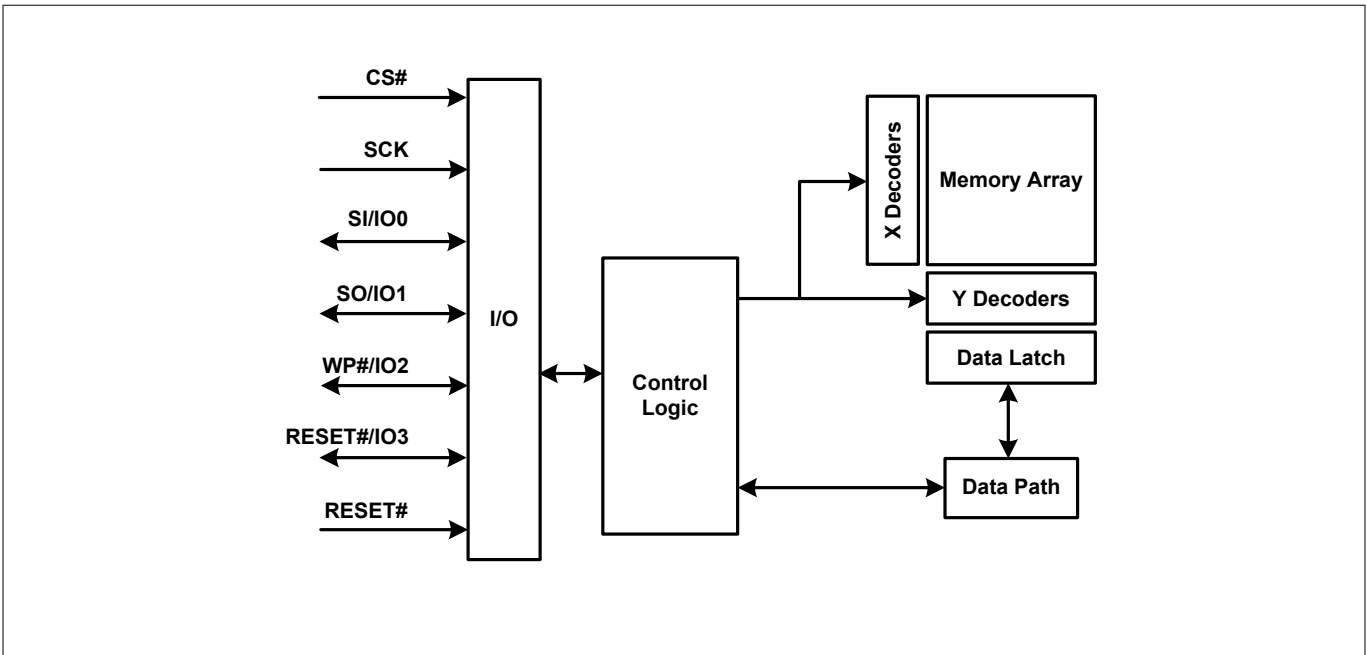 CS#
SCK
SI/IO0
SO/IO1
WP#/IO2
RESET#/IO3
RESET#
I/O
Control
Logic
X Decoders
Memory Array
Y Decoders
Data Latch
Data Path